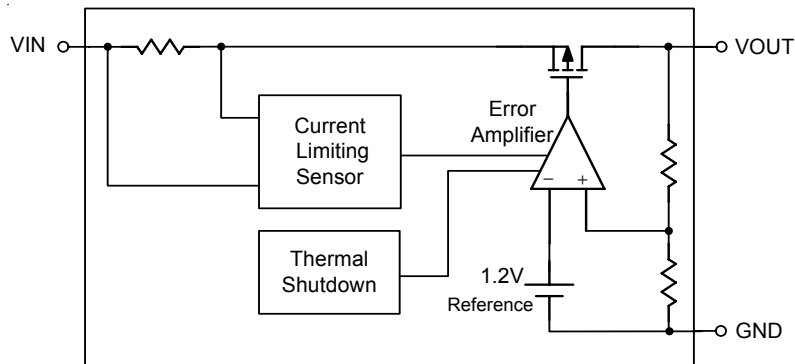 VIN
VOUT
Error
Amplifier
Current
Limiting
Sensor
− +
Thermal
Shutdown
1.2V
Reference
GND